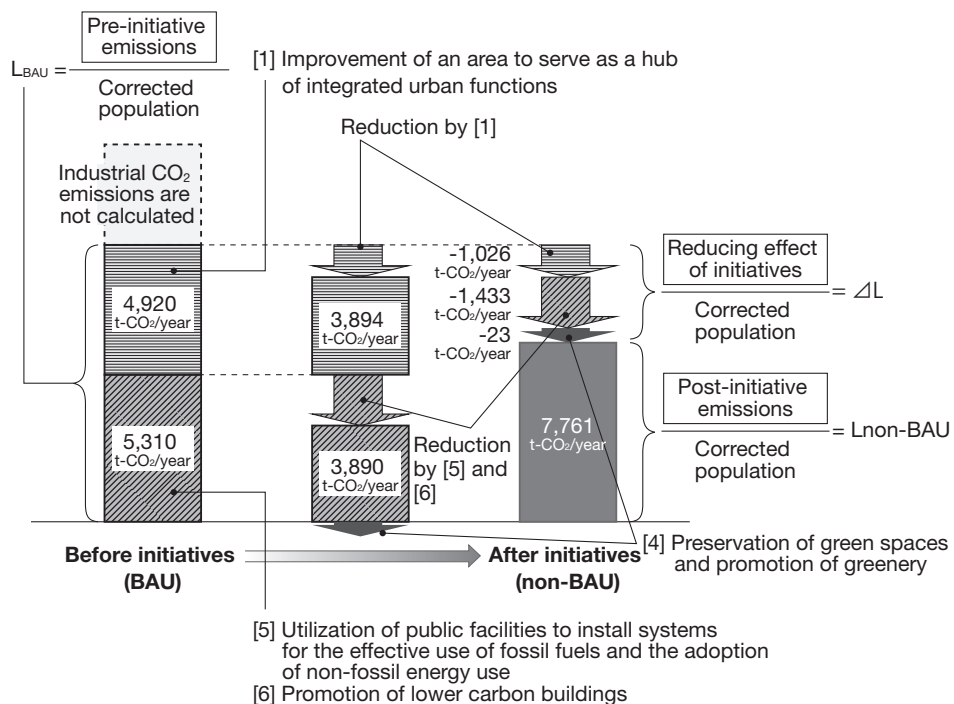 Pre-initiative
emissions
LBAU =
Corrected
population
[1] Improvement of an area to serve as a hub
of integrated urban functions
Reduction by [1]
Industrial CO₂
emissions are
not calculated
4,920
t-CO₂/year
5,310
t-CO₂/year
3,894
t-CO₂/year
3,890
t-CO₂/year
Reduction
by [5] and
[6]
-1,026
t-CO₂/year
-1,433
t-CO₂/year
-23
t-CO₂/year
7,761
t-CO₂/year
Reducing effect
of initiatives
Corrected
population
= ⊿L
Post-initiative
emissions
Corrected
population
= Lnon-BAU
Before initiatives
(BAU)
After initiatives
(non-BAU)
[4] Preservation of green spaces
and promotion of greenery
[5] Utilization of public facilities to install systems
for the effective use of fossil fuels and the adoption
of non-fossil energy use
[6] Promotion of lower carbon buildings